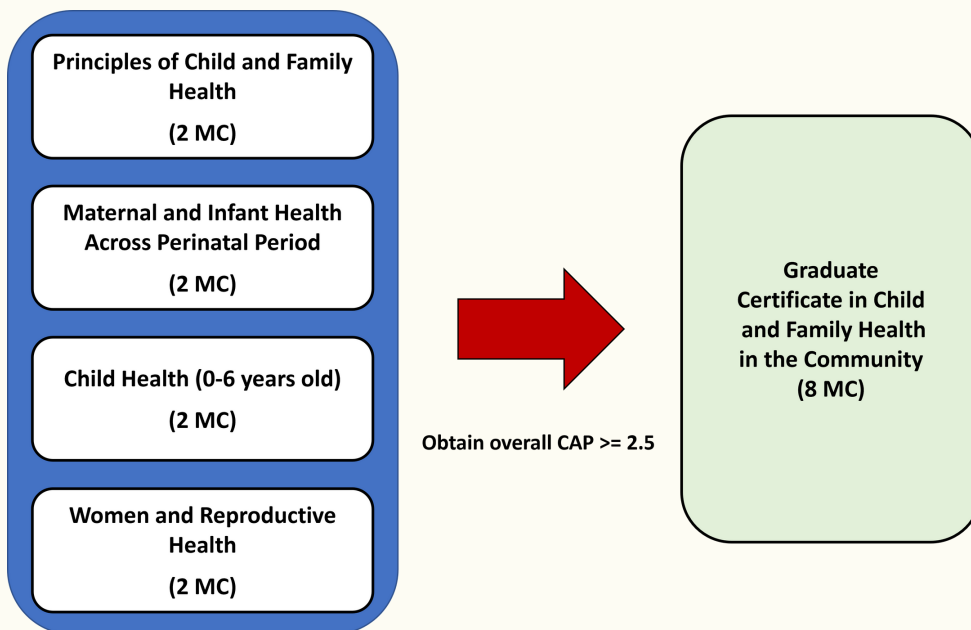 Principles of Child and Family
Health
(2 MC)
Maternal and Infant Health
Across Perinatal Period
(2 MC)
Child Health (0-6 years old)
(2 MC)
Women and Reproductive
Health
(2 MC)
Obtain overall CAP >= 2.5
Graduate
Certificate in Child
and Family Health
in the Community
(8 MC)